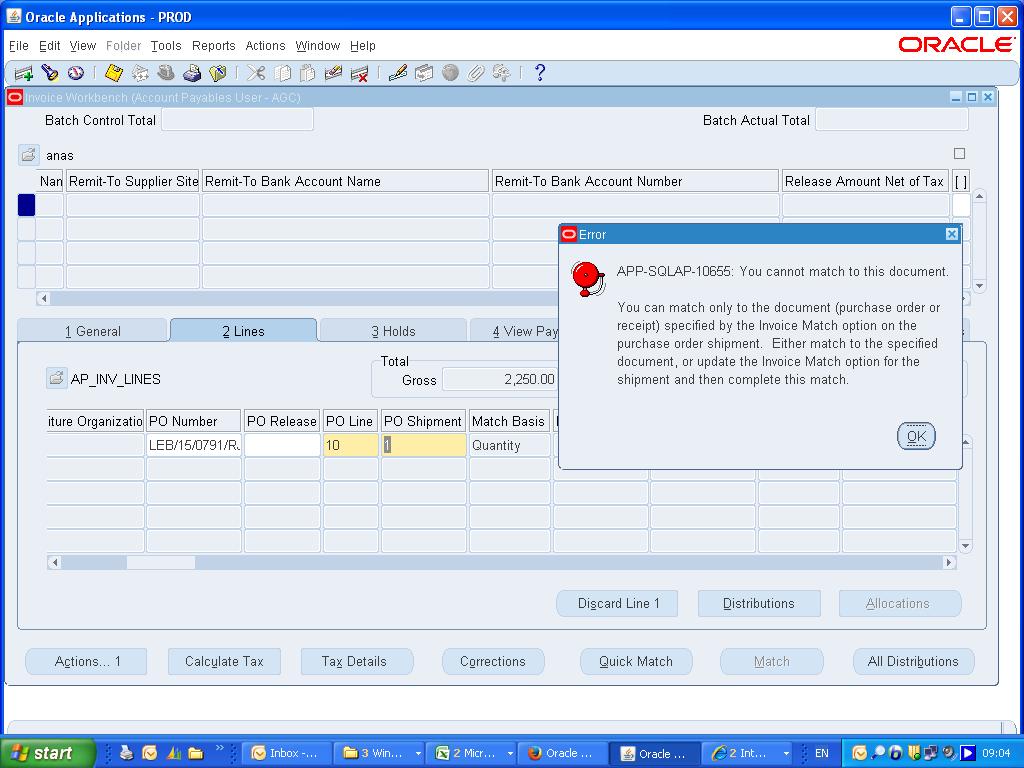 Oracle Applications - PROD
File Edit View Folder Tools Reports Actions Window Help
ORACLE
Invoice Workbench (Account Payables User - AGC)
Batch Control Total
Batch Actual Total
anas
Nan Remit-To Supplier Site Remit-To Bank Account Name Remit-To Bank Account Number Release Amount Net of Tax [ ]
Error
APP-SQLAP-10655: You cannot match to this document.
You can match only to the document (purchase order or
receipt) specified by the Invoice Match option on the
purchase order shipment. Either match to the specified
document, or update the Invoice Match option for the
shipment and then complete this match.
OK
1 General 2 Lines 3 Holds 4 View Pay
Total
AP_INV_LINES
Gross 2,250.00
iture Organizatio PO Number PO Release PO Line PO Shipment Match Basis
LEB/15/0791/R 10 1 Quantity
Discard Line 1 Distributions Allocations
Actions... 1 Calculate Tax Tax Details Corrections Quick Match Match All Distributions
start Inbox -... 3 Win... 2 Micr... Oracle ... Oracle ... 2 Int... EN 09:04